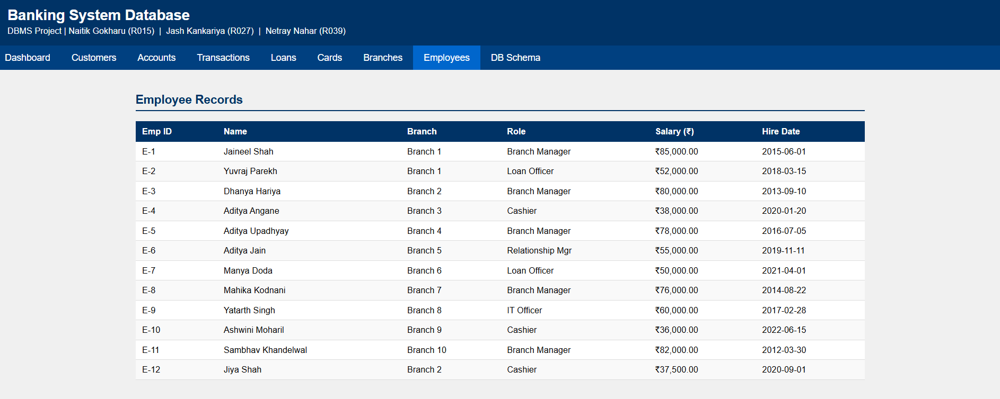 Banking System Database
DBMS Project | Naitik Gokharu (R015) | Jash Kankariya (R027) | Netray Nahar (R039)
Dashboard Customers Accounts Transactions Loans Cards Branches Employees DB Schema
Employee Records
Emp ID Name Branch Role Salary (₹) Hire Date
E-1 Jaineel Shah Branch 1 Branch Manager ₹85,000.00 2015-06-01
E-2 Yuvraj Parekh Branch 1 Loan Officer ₹52,000.00 2018-03-15
E-3 Dhanya Hariya Branch 2 Branch Manager ₹80,000.00 2013-09-10
E-4 Aditya Angane Branch 3 Cashier ₹38,000.00 2020-01-20
E-5 Aditya Upadhyay Branch 4 Branch Manager ₹78,000.00 2016-07-05
E-6 Aditya Jain Branch 5 Relationship Mgr ₹55,000.00 2019-11-11
E-7 Manya Doda Branch 6 Loan Officer ₹50,000.00 2021-04-01
E-8 Mahika Kodnani Branch 7 Branch Manager ₹76,000.00 2014-08-22
E-9 Yatarth Singh Branch 8 IT Officer ₹60,000.00 2017-02-28
E-10 Ashwini Moharil Branch 9 Cashier ₹36,000.00 2022-06-15
E-11 Sambhav Khandelwal Branch 10 Branch Manager ₹82,000.00 2012-03-30
E-12 Jiya Shah Branch 2 Cashier ₹37,500.00 2020-09-01